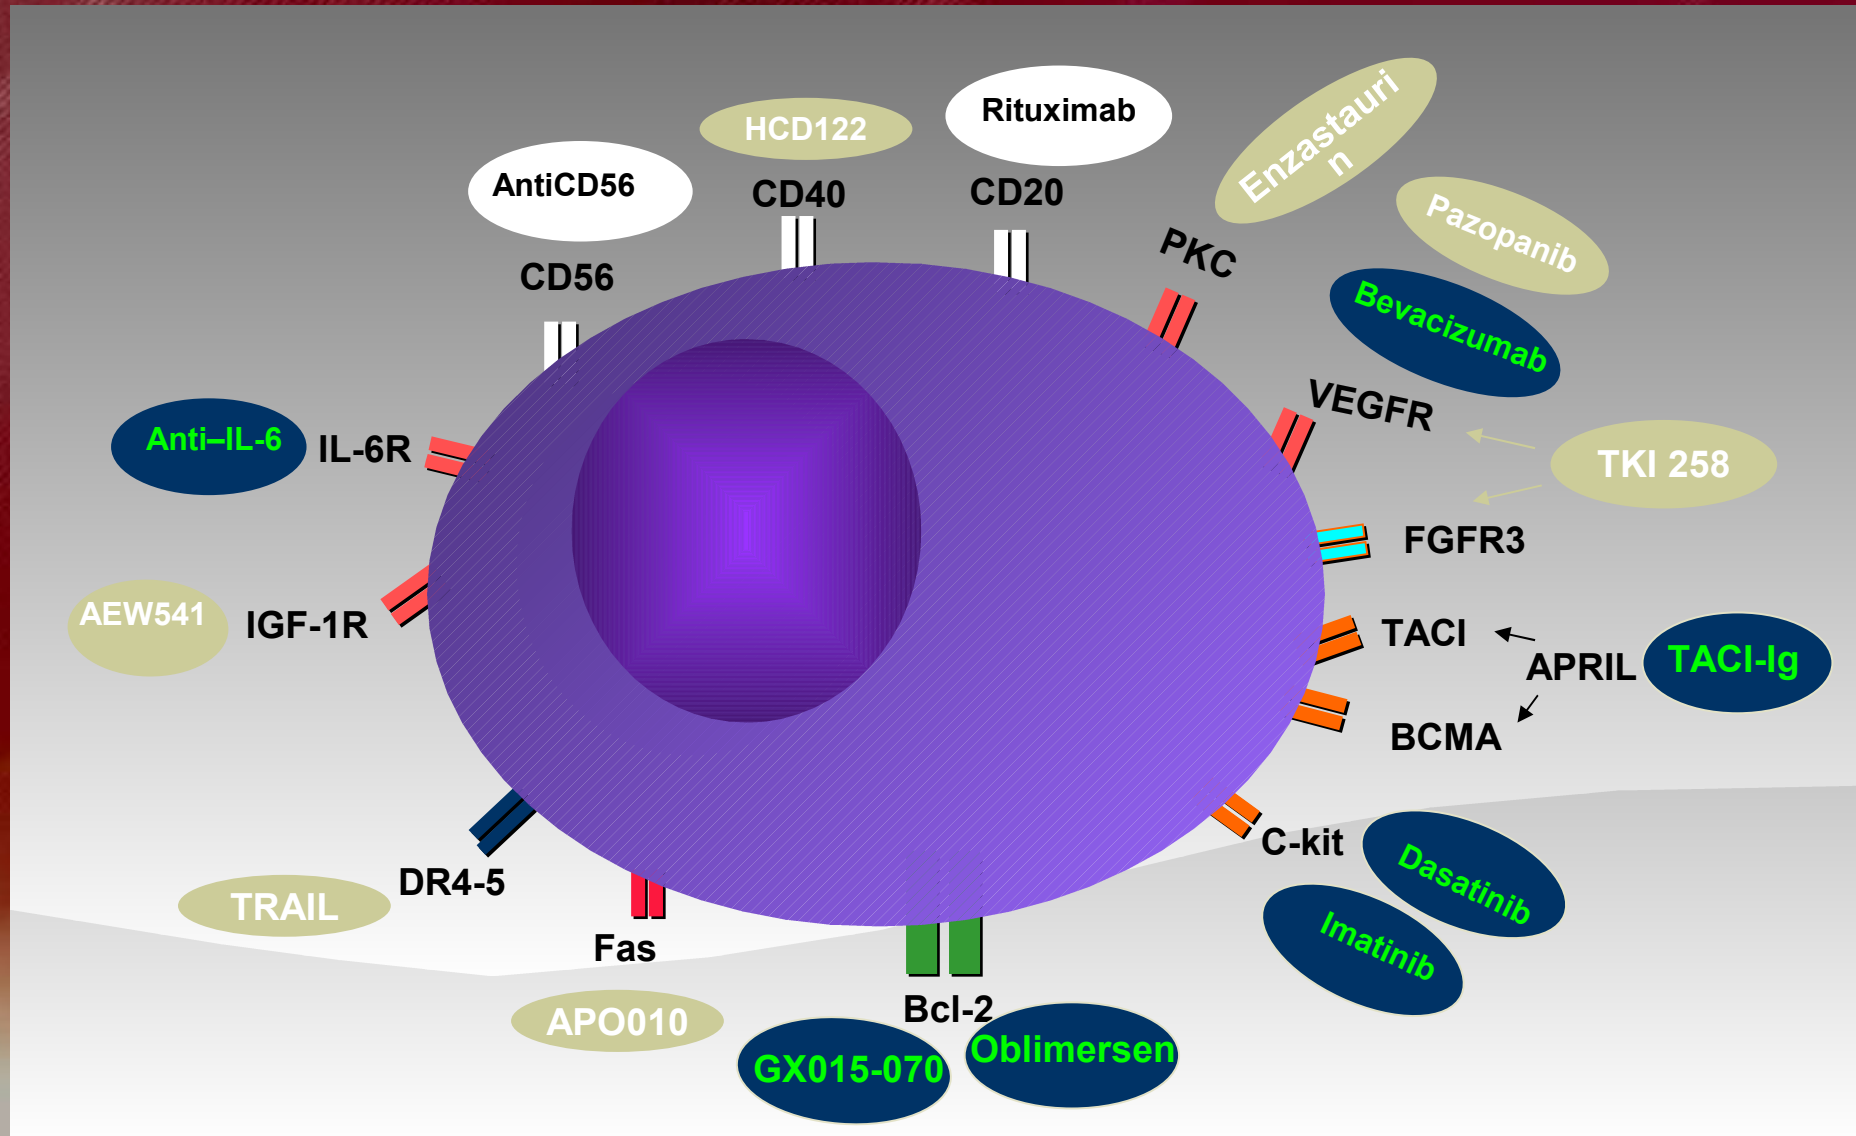 Rituximab
HCD122
AntiCD56
CD40
CD20
CD56
Enzastauri
n
PKC
Pazopanib
Bevacizumab
VEGFR
Anti–IL-6
IL-6R
TKI 258
FGFR3
AEW541
IGF-1R
TACI
APRIL
TACI-Ig
BCMA
C-kit
Dasatinib
Imatinib
DR4-5
TRAIL
Fas
APO010
Bcl-2
GX015-070
Oblimersen